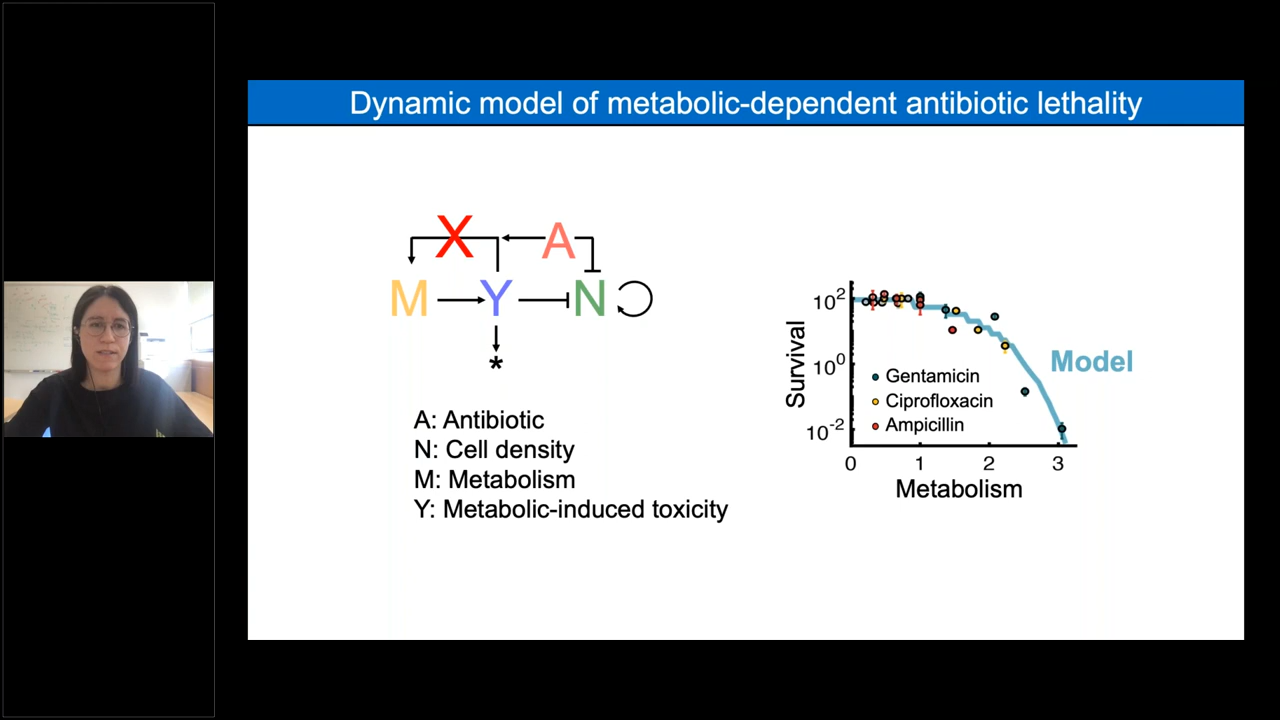 Dynamic model of metabolic-dependent antibiotic lethality
X
A
M
Y
N
*
A: Antibiotic
N: Cell density
M: Metabolism
Y: Metabolic-induced toxicity
Survival
10²
10⁰
10⁻²
Gentamicin
Ciprofloxacin
Ampicillin
Model
0 1 2 3
Metabolism